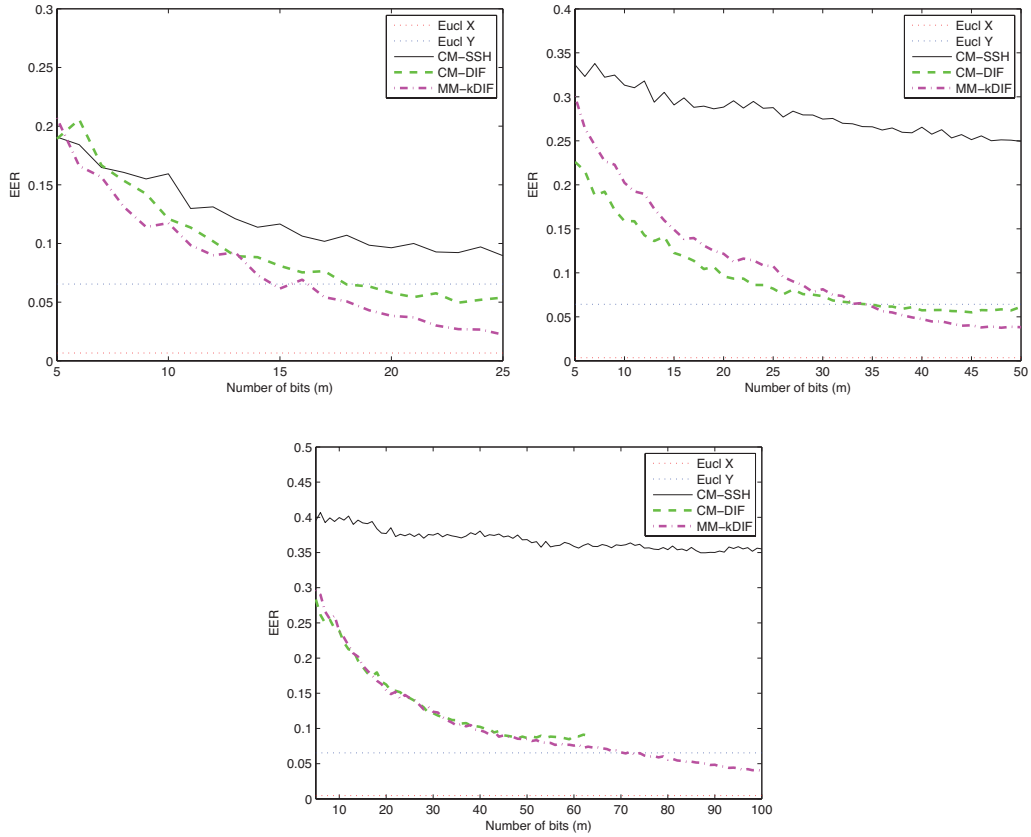 0.3
0.25
0.2
0.15
0.1
0.05
0
EER
5
10
15
20
25
Number of bits (m)
Eucl X
Eucl Y
CM−SSH
CM−DIF
MM−kDIF
0.4
0.35
0.3
0.25
0.2
0.15
0.1
0.05
0
EER
5
10
15
20
25
30
35
40
45
50
Number of bits (m)
Eucl X
Eucl Y
CM−SSH
CM−DIF
MM−kDIF
0.5
0.45
0.4
0.35
0.3
0.25
0.2
0.15
0.1
0.05
0
EER
10
20
30
40
50
60
70
80
90
100
Number of bits (m)
Eucl X
Eucl Y
CM−SSH
CM−DIF
MM−kDIF